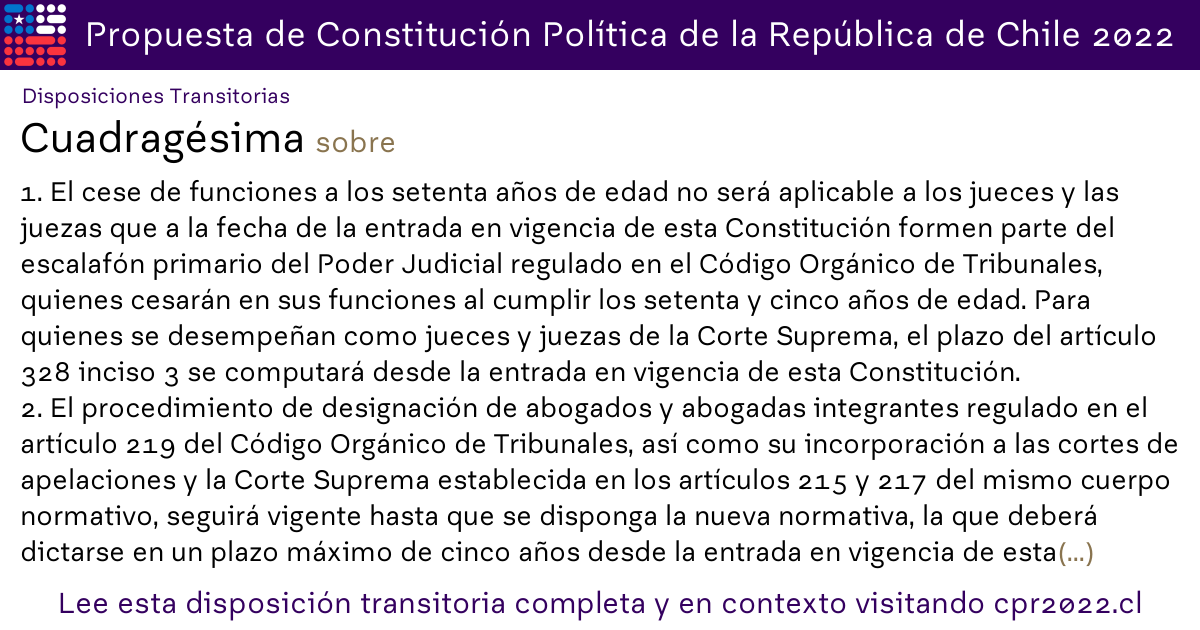 Propuesta de Constitución Política de la República de Chile 2022
Disposiciones Transitorias
Cuadragésima sobre
1. El cese de funciones a los setenta años de edad no será aplicable a los jueces y las
juezas que a la fecha de la entrada en vigencia de esta Constitución formen parte del
escalafón primario del Poder Judicial regulado en el Código Orgánico de Tribunales,
quienes cesarán en sus funciones al cumplir los setenta y cinco años de edad. Para
quienes se desempeñan como jueces y juezas de la Corte Suprema, el plazo del artículo
328 inciso 3 se computará desde la entrada en vigencia de esta Constitución.
2. El procedimiento de designación de abogados y abogadas integrantes regulado en el
artículo 219 del Código Orgánico de Tribunales, así como su incorporación a las cortes de
apelaciones y la Corte Suprema establecida en los artículos 215 y 217 del mismo cuerpo
normativo, seguirá vigente hasta que se disponga la nueva normativa, la que deberá
dictarse en un plazo máximo de cinco años desde la entrada en vigencia de esta(...)
Lee esta disposición transitoria completa y en contexto visitando cpr2022.cl